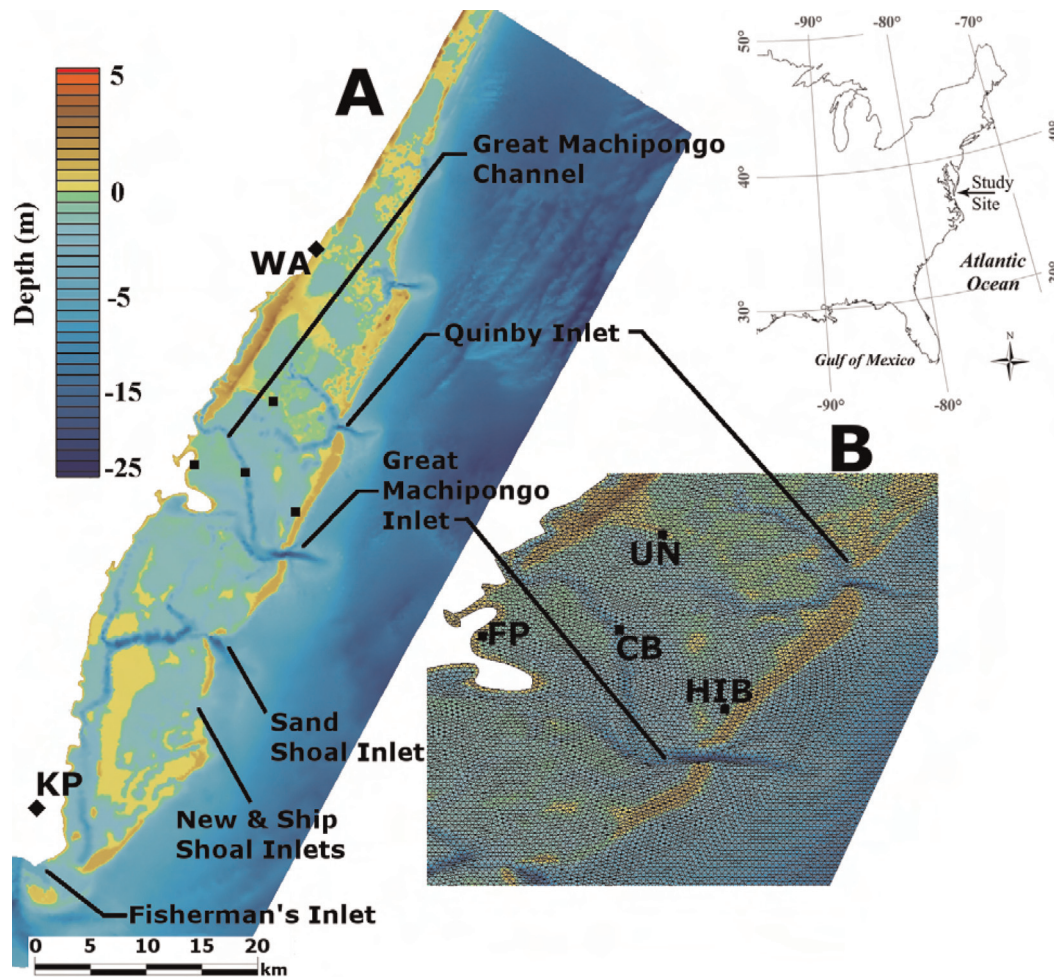 A
5
0
-5
-15
-25
Depth (m)
Great Machipongo
Channel
WA
Quinby Inlet
Great
Machipongo
Inlet
Sand
Shoal Inlet
KP
New & Ship
Shoal Inlets
Fisherman's Inlet
0 5 10 15 20
km
-90° -80° -70°
50°
40°
40°
30°
30°
Study
Site
Atlantic
Ocean
Gulf of Mexico
N
-90°
-80°
B
UN
FP
CB
HIB